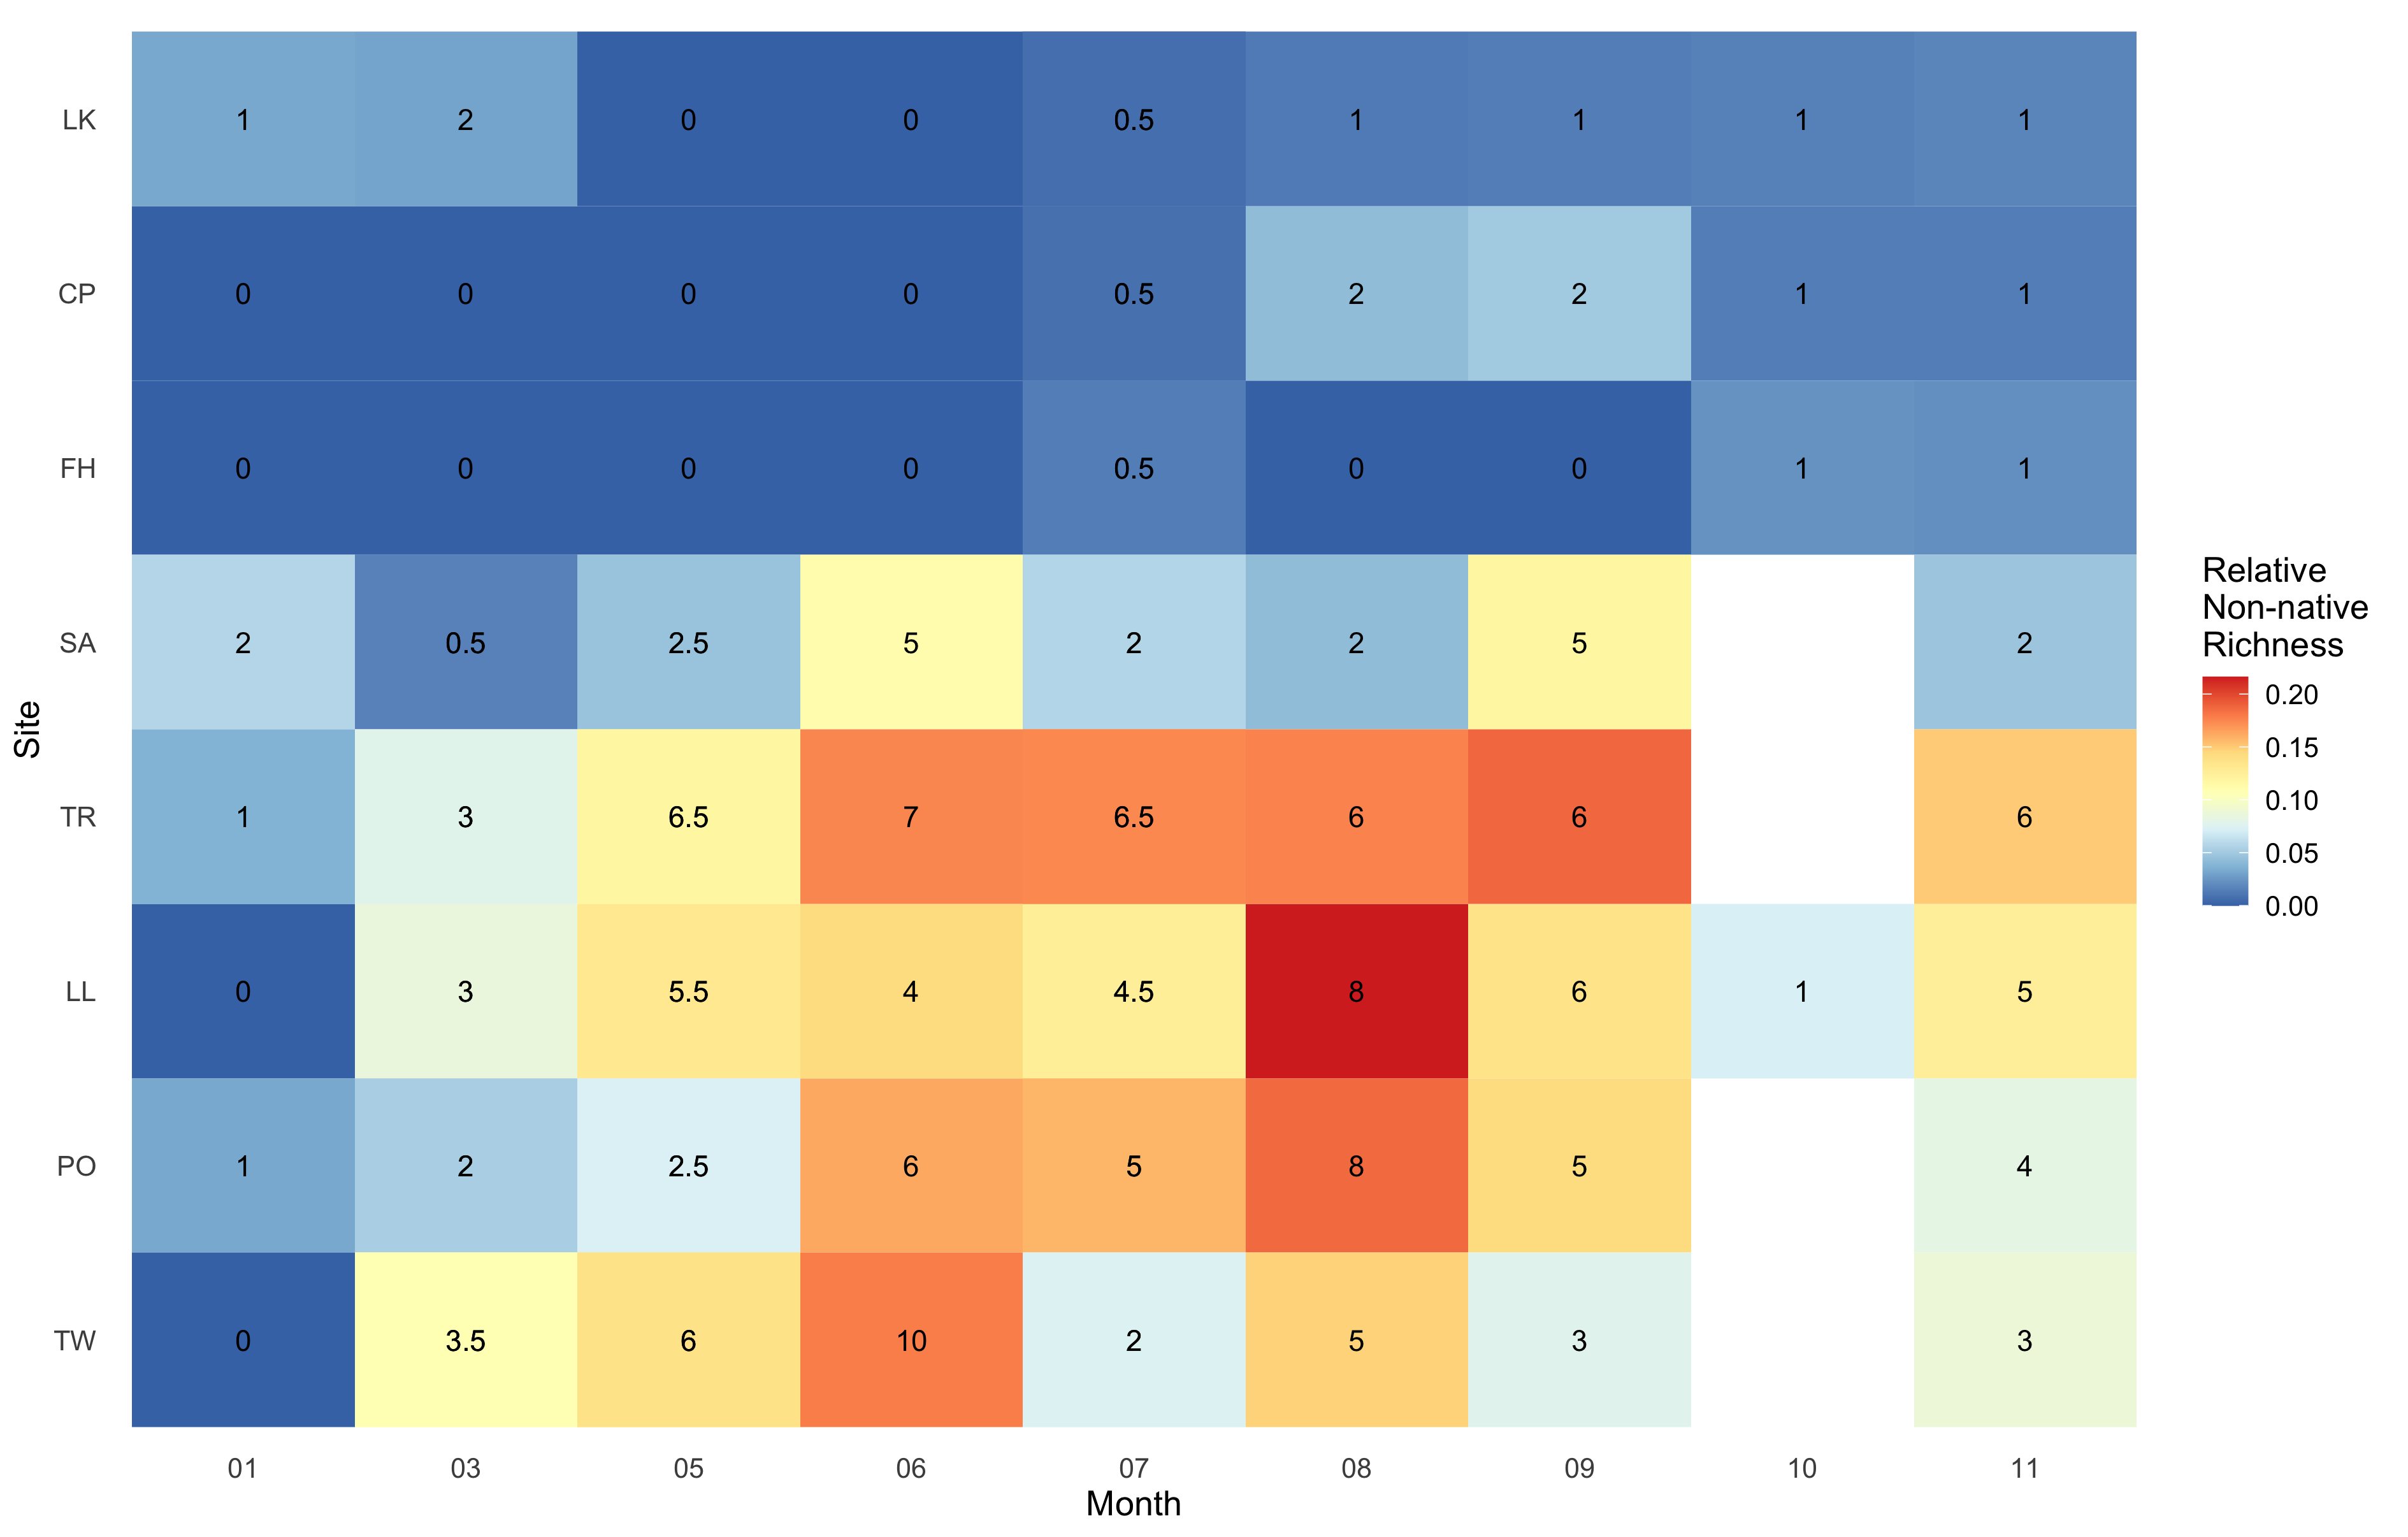 LK 1 2 0 0 0.5 1 1 1 1
CP 0 0 0 0 0.5 2 2 1 1
FH 0 0 0 0 0.5 0 0 1 1
SA 2 0.5 2.5 5 2 2 5 2
TR 1 3 6.5 7 6.5 6 6 6
LL 0 3 5.5 4 4.5 8 6 1 5
PO 1 2 2.5 6 5 8 5 4
TW 0 3.5 6 10 2 5 3 3
01 03 05 06 07 08 09 10 11
Month
Site
Relative
Non-native
Richness
0.20
0.15
0.10
0.05
0.00